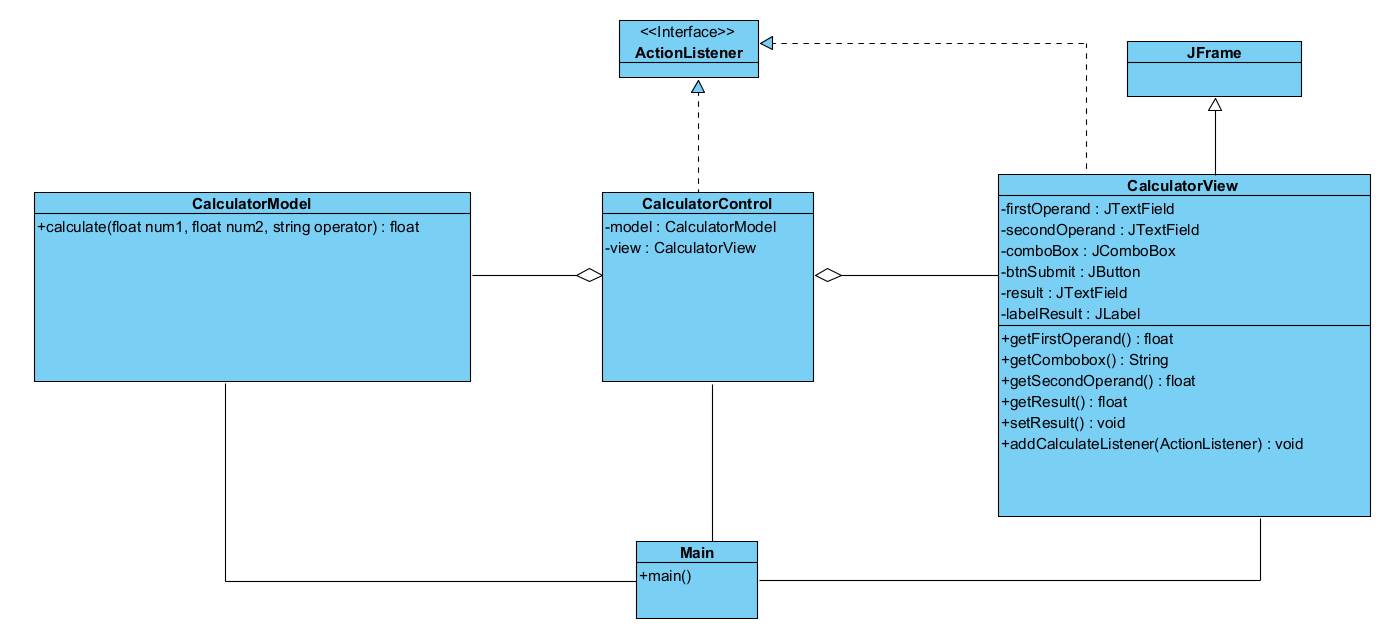 <<Interface>>
ActionListener
JFrame
CalculatorModel
+calculate(float num1, float num2, string operator) : float
CalculatorControl
-model : CalculatorModel
-view : CalculatorView
CalculatorView
-firstOperand : JTextField
-secondOperand : JTextField
-comboBox : JComboBox
-btnSubmit : JButton
-result : JTextField
-labelResult : JLabel
+getFirstOperand() : float
+getCombobox() : String
+getSecondOperand() : float
+getResult() : float
+setResult() : void
+addCalculateListener(ActionListener) : void
Main
+main()